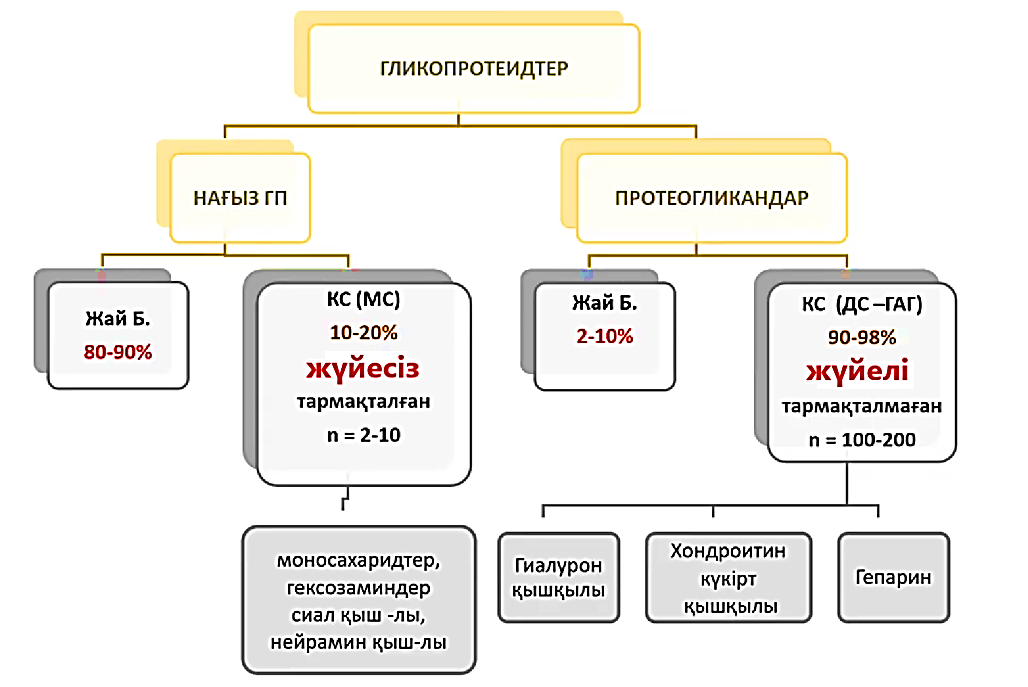 ГЛИКОПРОТЕИДТЕР
НАҒЫЗ ГП
ПРОТЕОГЛИКАНДАР
Жай Б.
80-90%
КС (МС)
10-20%
жүйесіз
тармақталған
n = 2-10
Жай Б.
2-10%
КС (ДС –ГАГ)
90-98%
жүйелі
тармақталмаған
n = 100-200
моносахаридтер,
гексозаминдер
сиал қыш -лы,
нейрамин қыш-лы
Гиалурон
қышқылы
Хондроитин
күкірт
қышқылы
Гепарин